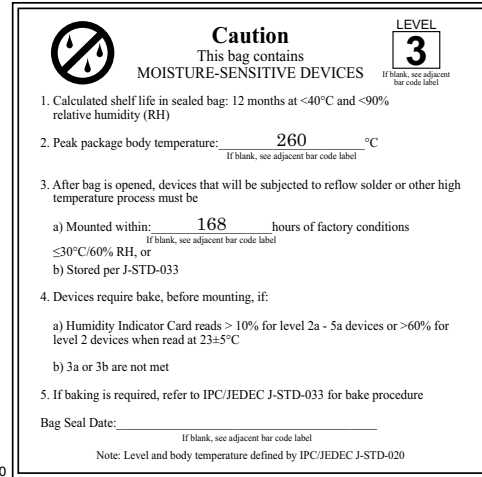 Caution
LEVEL
This bag contains
MOISTURE-SENSITIVE DEVICES
3
If blank, see adjacent
bar code label
1. Calculated shelf life in sealed bag: 12 months at <40°C and <90%
relative humidity (RH)
2. Peak package body temperature: 260 °C
If blank, see adjacent bar code label
3. After bag is opened, devices that will be subjected to reflow solder or other high
temperature process must be
a) Mounted within: 168 hours of factory conditions
If blank, see adjacent bar code label
≤30°C/60% RH, or
b) Stored per J-STD-033
4. Devices require bake, before mounting, if:
a) Humidity Indicator Card reads > 10% for level 2a - 5a devices or >60% for
level 2 devices when read at 23±5°C
b) 3a or 3b are not met
5. If baking is required, refer to IPC/JEDEC J-STD-033 for bake procedure
Bag Seal Date:
If blank, see adjacent bar code label
Note: Level and body temperature defined by IPC/JEDEC J-STD-020
0